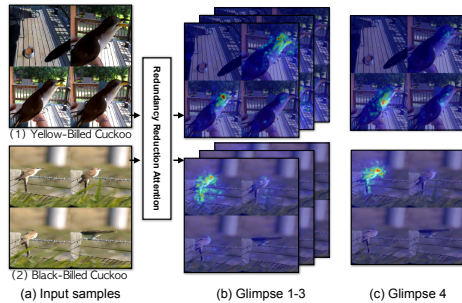 (1) Yellow-Billed Cuckoo
Redundancy Reduction Attention
(2) Black-Billed Cuckoo
(a) Input samples
(b) Glimpse 1-3
(c) Glimpse 4